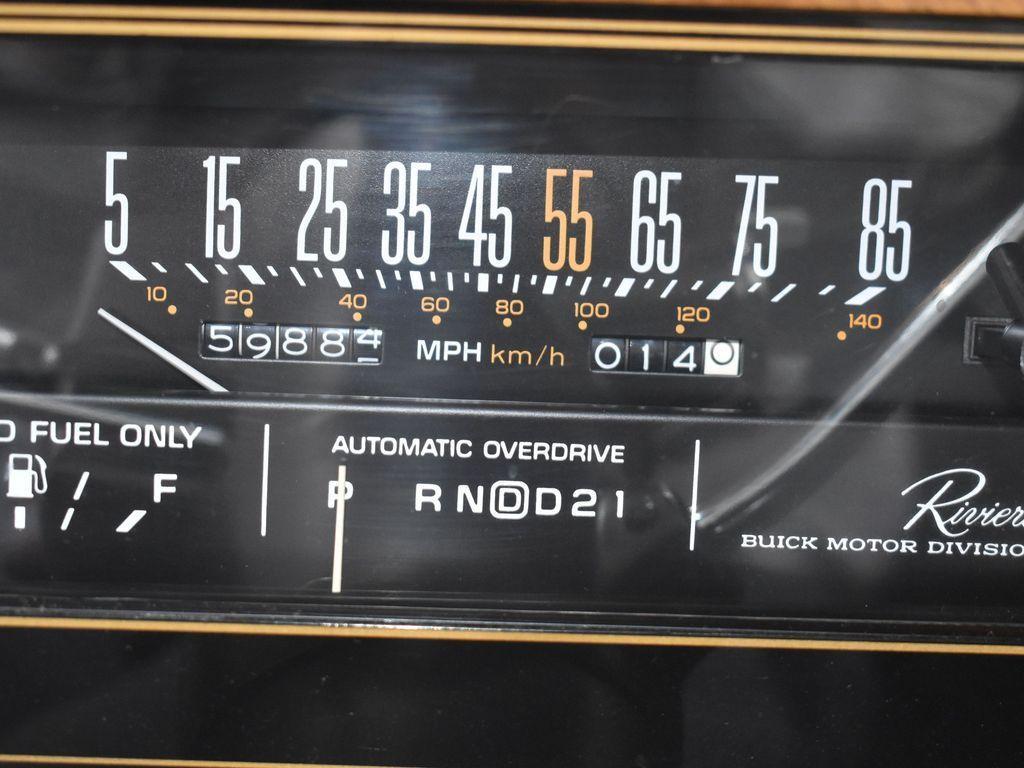 5 15 25 35 45 55 65 75 85
10 20 40 60 80 100 120 140
59884 MPH km/h 0140
D FUEL ONLY
F
AUTOMATIC OVERDRIVE
P R N D D 2 1
Rivier
BUICK MOTOR DIVISIO